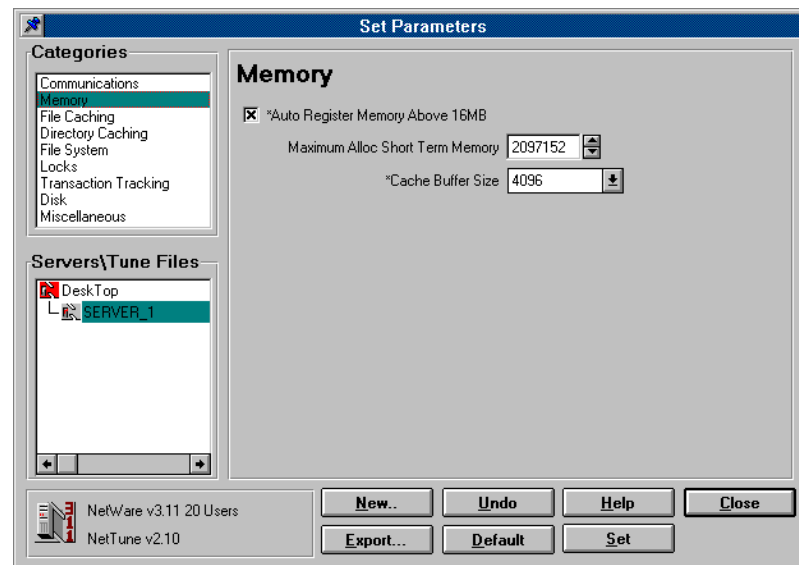 Set Parameters
Categories
Communications
Memory
File Caching
Directory Caching
File System
Locks
Transaction Tracking
Disk
Miscellaneous
Memory
*Auto Register Memory Above 16MB
Maximum Alloc Short Term Memory 2097152
*Cache Buffer Size 4096
Servers\Tune Files
DeskTop
SERVER_1
311
NetWare v3.11 20 Users
NetTune v2.10
New.. Undo Help Close
Export... Default Set